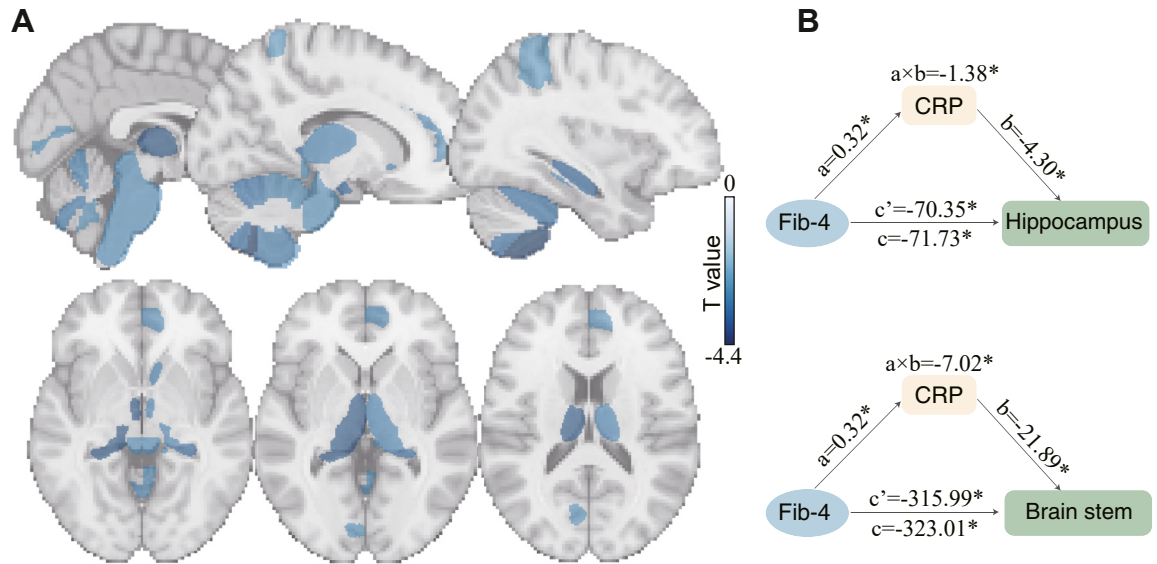 A
B
0
T value
-4.4
a×b=-1.38*
CRP
a=0.32*
b=-4.30*
Fib-4
c’=-70.35*
c=-71.73*
Hippocampus
a×b=-7.02*
CRP
a=0.32*
b=-21.89*
Fib-4
c’=-315.99*
c=-323.01*
Brain stem